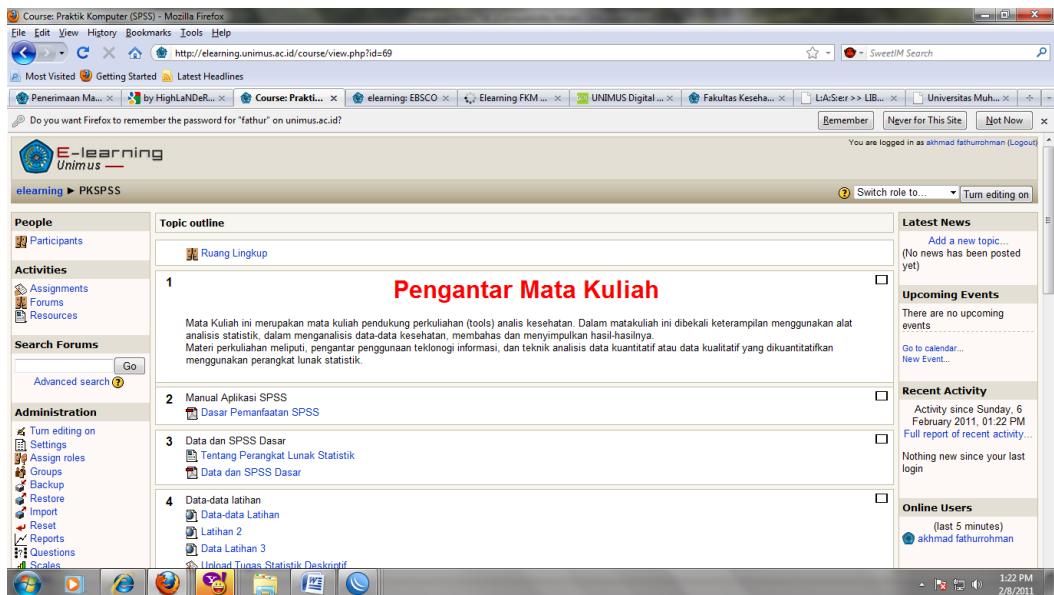 Course: Praktik Komputer (SPSS) - Mozilla Firefox
File Edit View History Bookmarks Tools Help
http://elearning.unimus.ac.id/course/view.php?id=69
SweetIM Search
Most Visited Getting Started Latest Headlines
Penerimaan Ma... by HighLaNDeR... Course: Prakti... elearning: EBSCO Elearning FKM ... UNIMUS Digital ... Fakultas Keseha... L:A:S:er >> LIB... Universitas Muh...
Do you want Firefox to remember the password for "fathur" on unimus.ac.id?
Remember Never for This Site Not Now
E-learning
Unimus
You are logged in as akhmad fathurrohman (Logout)
elearning ► PKSPSS
Switch role to...
Turn editing on
People
Participants
Activities
Assignments
Forums
Resources
Search Forums
Go
Advanced search
Administration
Turn editing on
Settings
Assign roles
Groups
Backup
Restore
Import
Reset
Reports
Questions
Scales
Topic outline
Ruang Lingkup
1
Pengantar Mata Kuliah
Mata Kuliah ini merupakan mata kuliah pendukung perkuliahan (tools) analis kesehatan. Dalam matakuliah ini dibekali keterampilan menggunakan alat
analisis statistik, dalam menganalisis data-data kesehatan, membahas dan menyimpulkan hasil-hasilnya.
Materi perkuliahan meliputi, pengantar penggunaan teklonogi informasi, dan teknik analisis data kuantitatif atau data kualitatif yang dikuantitatifkan
menggunakan perangkat lunak statistik.
2 Manual Aplikasi SPSS
Dasar Pemanfaatan SPSS
3 Data dan SPSS Dasar
Tentang Perangkat Lunak Statistik
Data dan SPSS Dasar
4 Data-data latihan
Data-data Latihan
Latihan 2
Data Latihan 3
Upload Tugas Statistik Deskriptif
Latest News
Add a new topic...
(No news has been posted
yet)
Upcoming Events
There are no upcoming
events
Go to calendar...
New Event...
Recent Activity
Activity since Sunday, 6
February 2011, 01:22 PM
Full report of recent activity...
Nothing new since your last
login
Online Users
(last 5 minutes)
akhmad fathurrohman
1:22 PM
2/8/2011